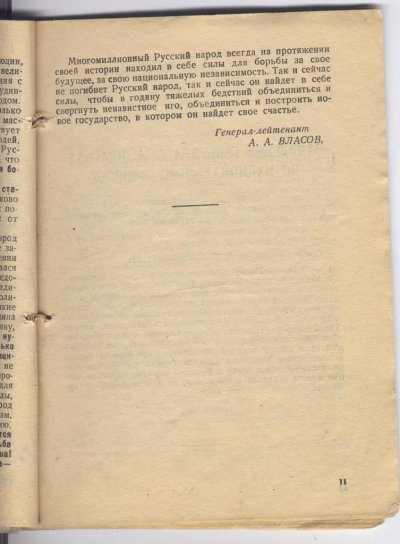 Многомиллионный Русский народ всегда на протяжении
своей истории находил в себе силы для борьбы за свое
будущее, за свою национальную независимость. Так и сейчас
не погибнет Русский народ, так и сейчас он найдет в себе
силы, чтобы в годину тяжелых бедствий объединиться и
свергнуть ненавистное иго, объединиться и построить но-
вое государство, в котором он найдет свое счастье.
Генерал-лейтенант
А. А. ВЛАСОВ.
11